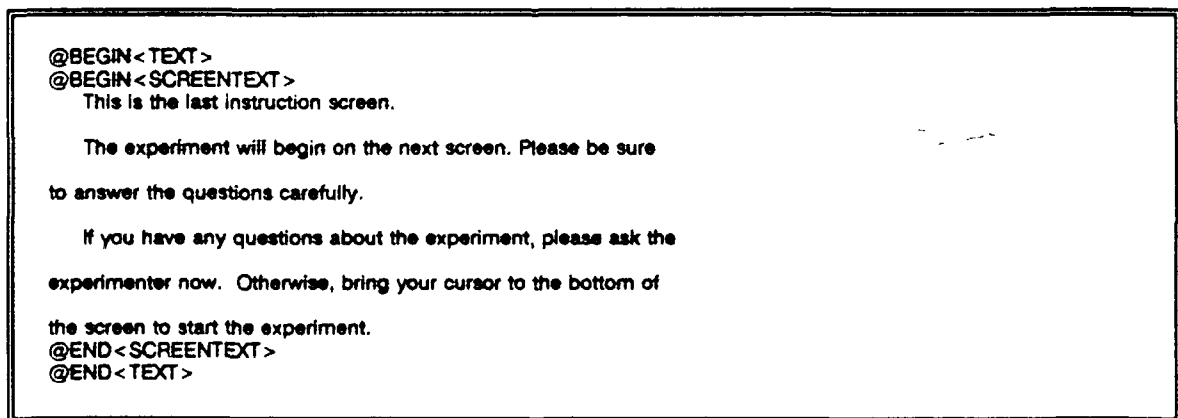 @BEGIN<TEXT>
@BEGIN<SCREENTEXT>
This is the last instruction screen.
The experiment will begin on the next screen. Please be sure
to answer the questions carefully.
If you have any questions about the experiment, please ask the
experimenter now. Otherwise, bring your cursor to the bottom of
the screen to start the experiment.
@END<SCREENTEXT>
@END<TEXT>